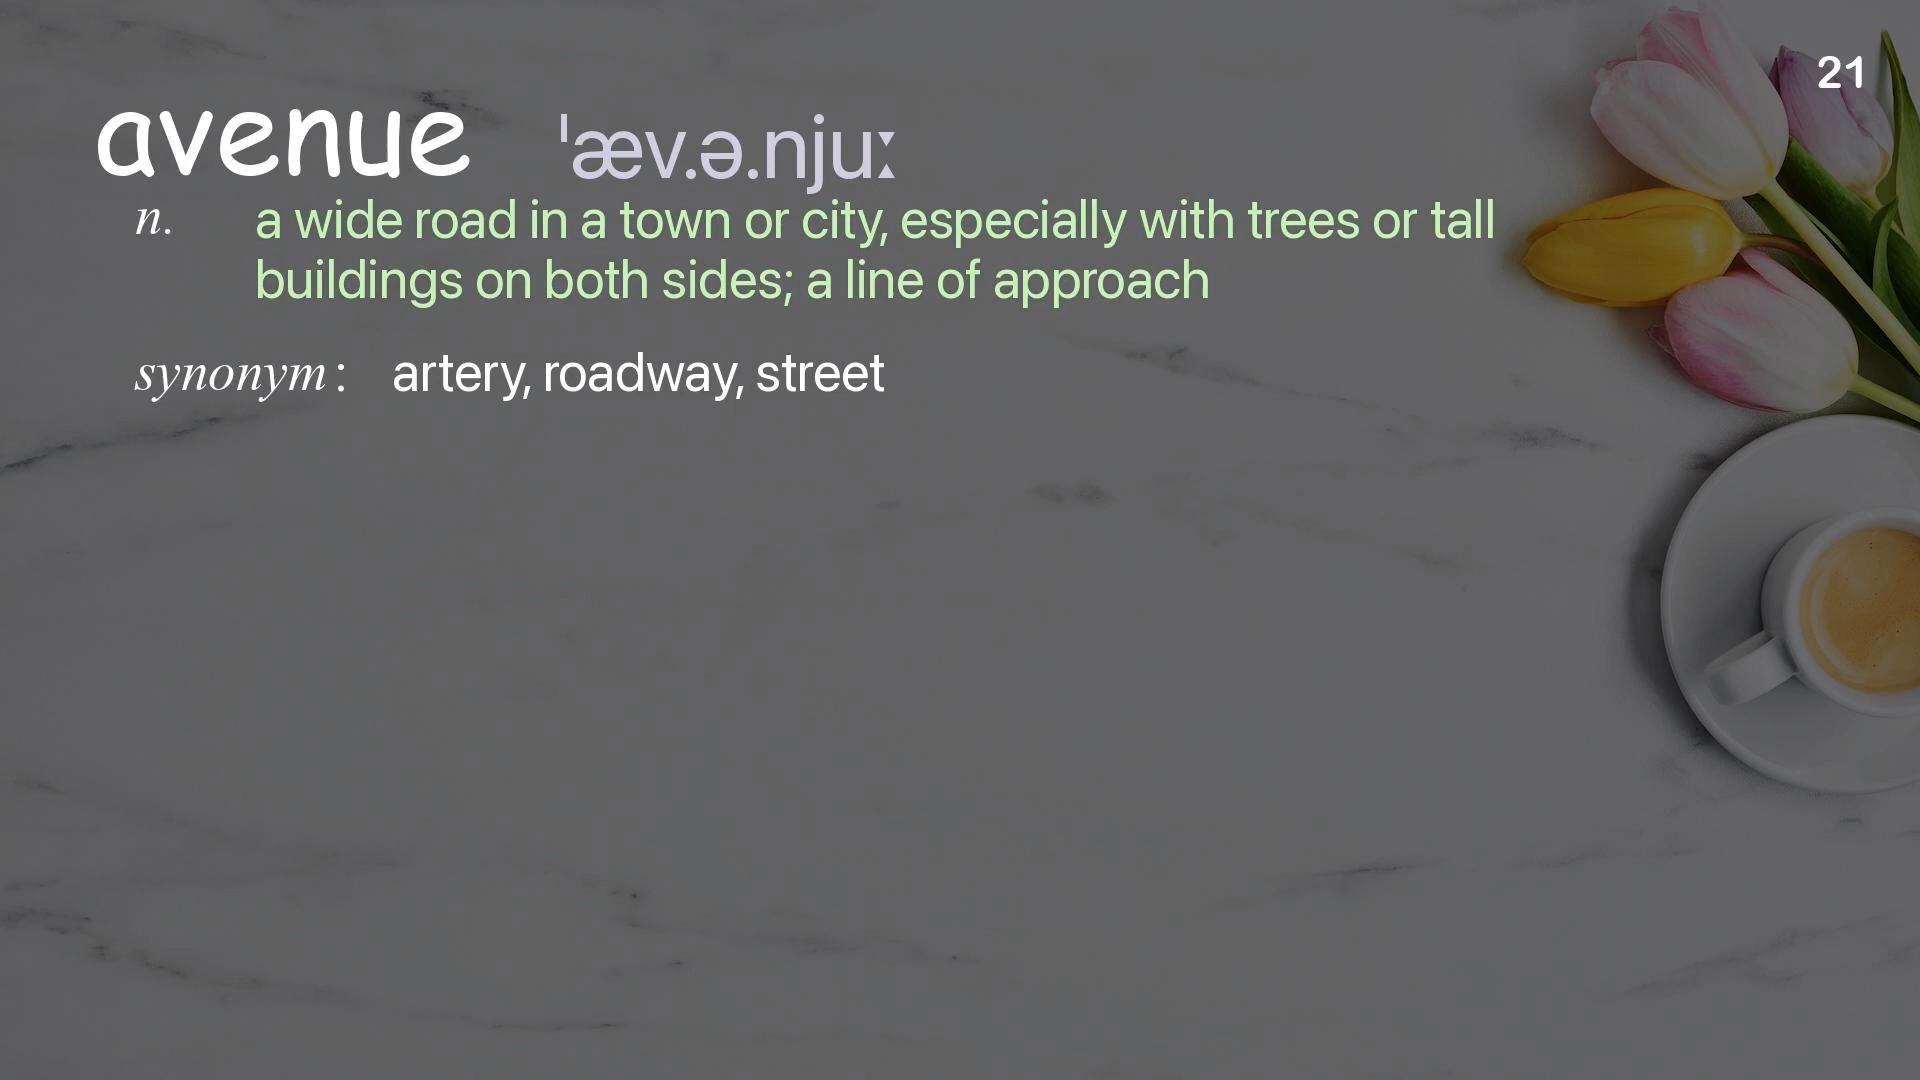 21
avenue ˈæv.ə.njuː
n. a wide road in a town or city, especially with trees or tall
buildings on both sides; a line of approach
synonym : artery, roadway, street